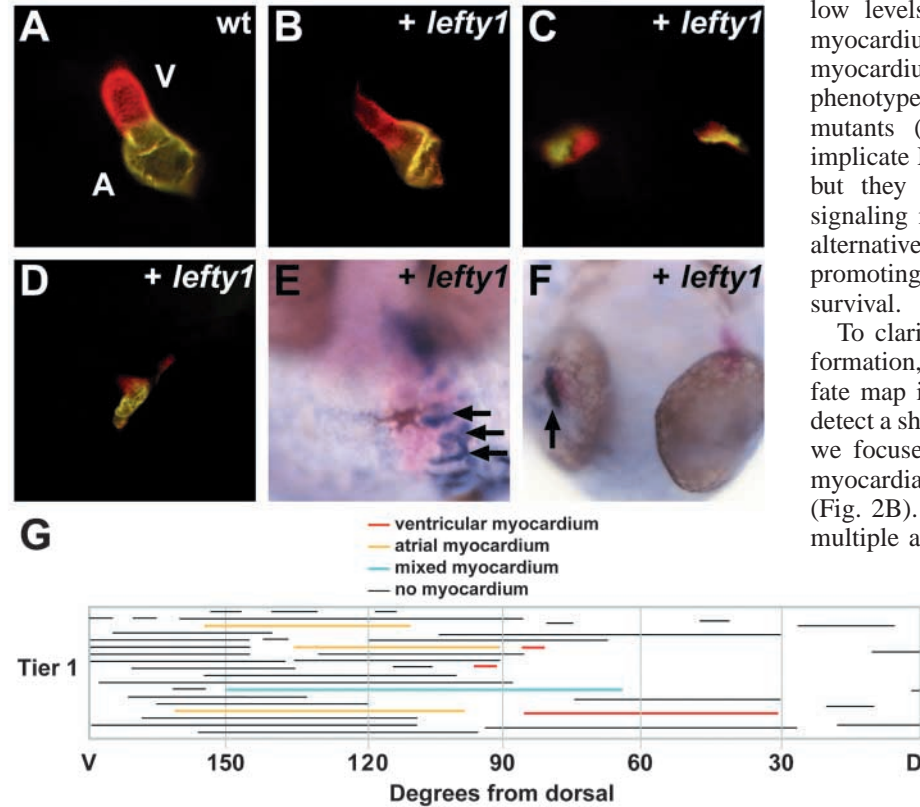 A
wt
V
A
B
+ lefty1
C
+ lefty1
D
+ lefty1
E
+ lefty1
F
+ lefty1
G
ventricular myocardium
atrial myocardium
mixed myocardium
no myocardium
Tier 1
V
150
120
90
60
30
D
Degrees from dorsal
low levels
myocardiu
myocardiu
phenotype
mutants (
implicate
but they
signaling
alternative
promoting
survival.
To clari
formation,
fate map i
detect a sh
we focuse
myocardia
(Fig. 2B).
multiple a